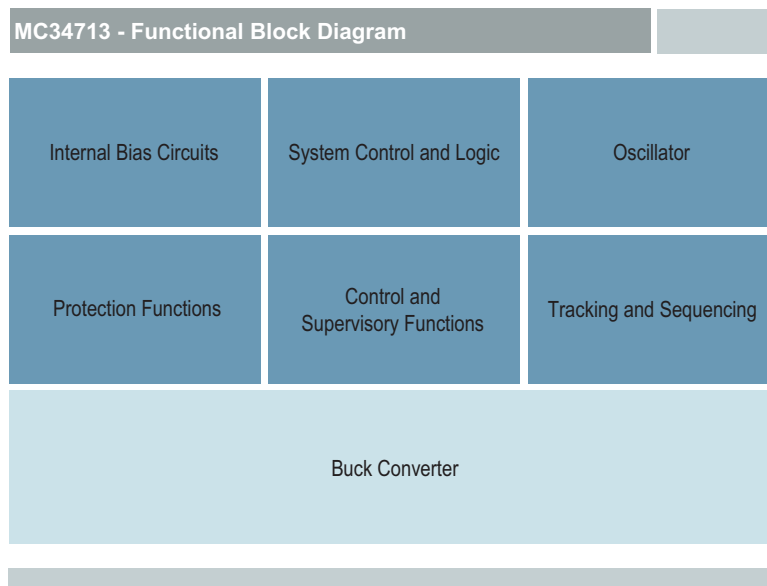 MC34713 - Functional Block Diagram
Internal Bias Circuits
System Control and Logic
Oscillator
Protection Functions
Control and
Supervisory Functions
Tracking and Sequencing
Buck Converter